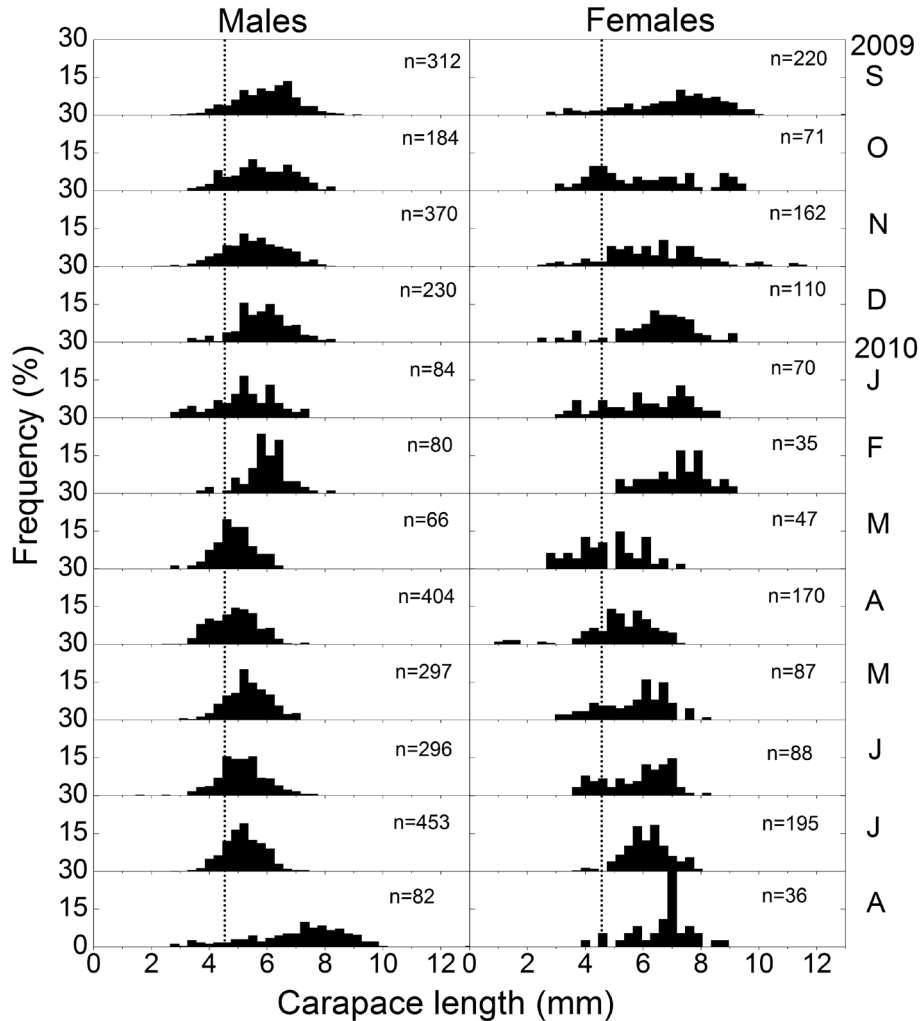 Males Females
30 2009
15 n=312 n=220 S
30
15 n=184 n=71 O
30
15 n=370 n=162 N
30
15 n=230 n=110 D
30 2010
15 n=84 n=70 J
30
15 n=80 n=35 F
30
15 n=66 n=47 M
30
15 n=404 n=170 A
30
15 n=297 n=87 M
30
15 n=296 n=88 J
30
15 n=453 n=195 J
30
15 n=82 n=36 A
0
0 2 4 6 8 10 12 0 2 4 6 8 10 12
Frequency (%)
Carapace length (mm)